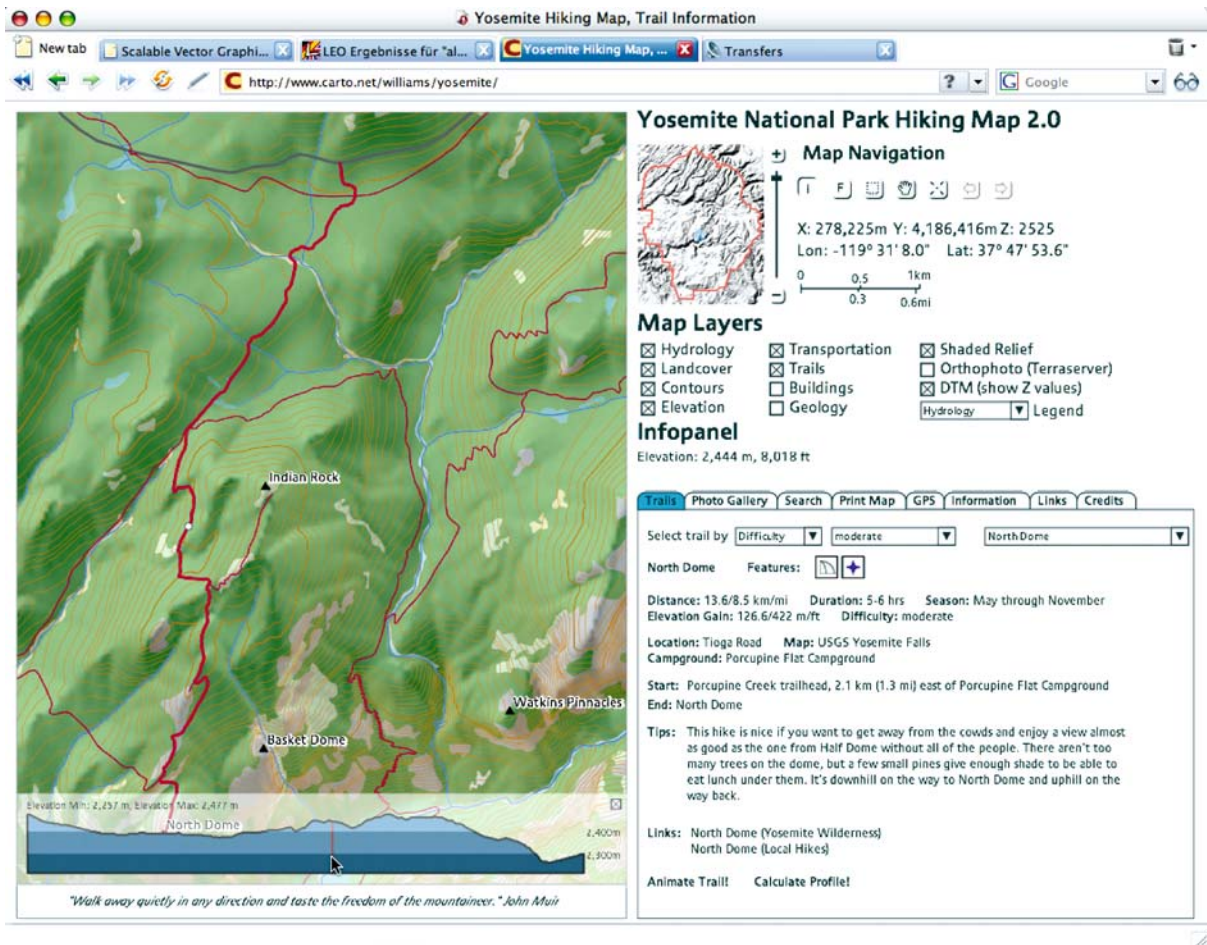 Yosemite Hiking Map, Trail Information
New tab
Scalable Vector Graphi...
LEO Ergebnisse für "al...
Yosemite Hiking Map, ...
Transfers
http://www.carto.net/williams/yosemite/
?
Google
Yosemite National Park Hiking Map 2.0
Map Navigation
i F
X: 278,225m Y: 4,186,416m Z: 2525
Lon: -119° 31' 8.0" Lat: 37° 47' 53.6"
0 0.5 1km
0.3 0.6mi
Map Layers
Hydrology Transportation Shaded Relief
Landcover Trails Orthophoto (Terraserver)
Contours Buildings DTM (show Z values)
Elevation Geology Hydrology Legend
Infopanel
Elevation: 2,444 m, 8,018 ft
Trails Photo Gallery Search Print Map GPS Information Links Credits
Select trail by Difficulty moderate North Dome
North Dome Features:
Distance: 13.6/8.5 km/mi Duration: 5-6 hrs Season: May through November
Elevation Gain: 126.6/422 m/ft Difficulty: moderate
Location: Tioga Road Map: USGS Yosemite Falls
Campground: Porcupine Flat Campground
Start: Porcupine Creek trailhead, 2.1 km (1.3 mi) east of Porcupine Flat Campground
End: North Dome
Tips: This hike is nice if you want to get away from the cowds and enjoy a view almost
as good as the one from Half Dome without all of the people. There aren't too
many trees on the dome, but a few small pines give enough shade to be able to
eat lunch under them. It's downhill on the way to North Dome and uphill on the
way back.
Links: North Dome (Yosemite Wilderness)
North Dome (Local Hikes)
Animate Trail! Calculate Profile!
Indian Rock
Watkins Pinnacles
Basket Dome
Elevation Min: 2,257 m, Elevation Max: 2,477 m
North Dome
2,400m
2,300m
"Walk away quietly in any direction and taste the freedom of the mountaineer." John Muir